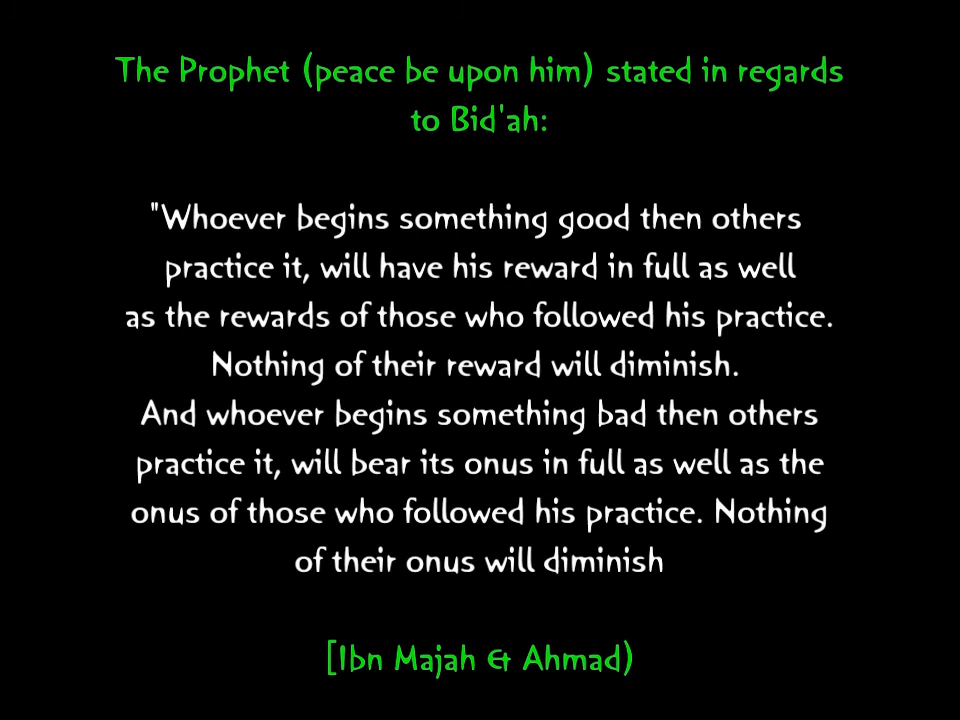 The Prophet (peace be upon him) stated in regards
to Bid'ah:
"Whoever begins something good then others
practice it, will have his reward in full as well
as the rewards of those who followed his practice.
Nothing of their reward will diminish.
And whoever begins something bad then others
practice it, will bear its onus in full as well as the
onus of those who followed his practice. Nothing
of their onus will diminish
[Ibn Majah & Ahmad)